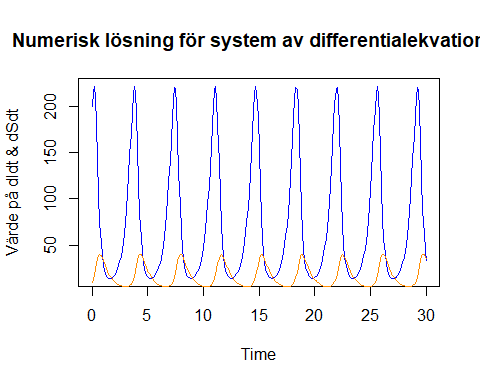 Numerisk lösning för system av differentialekvation
Värde på dIdt & dSdt
200
150
100
50
0 5 10 15 20 25 30
Time